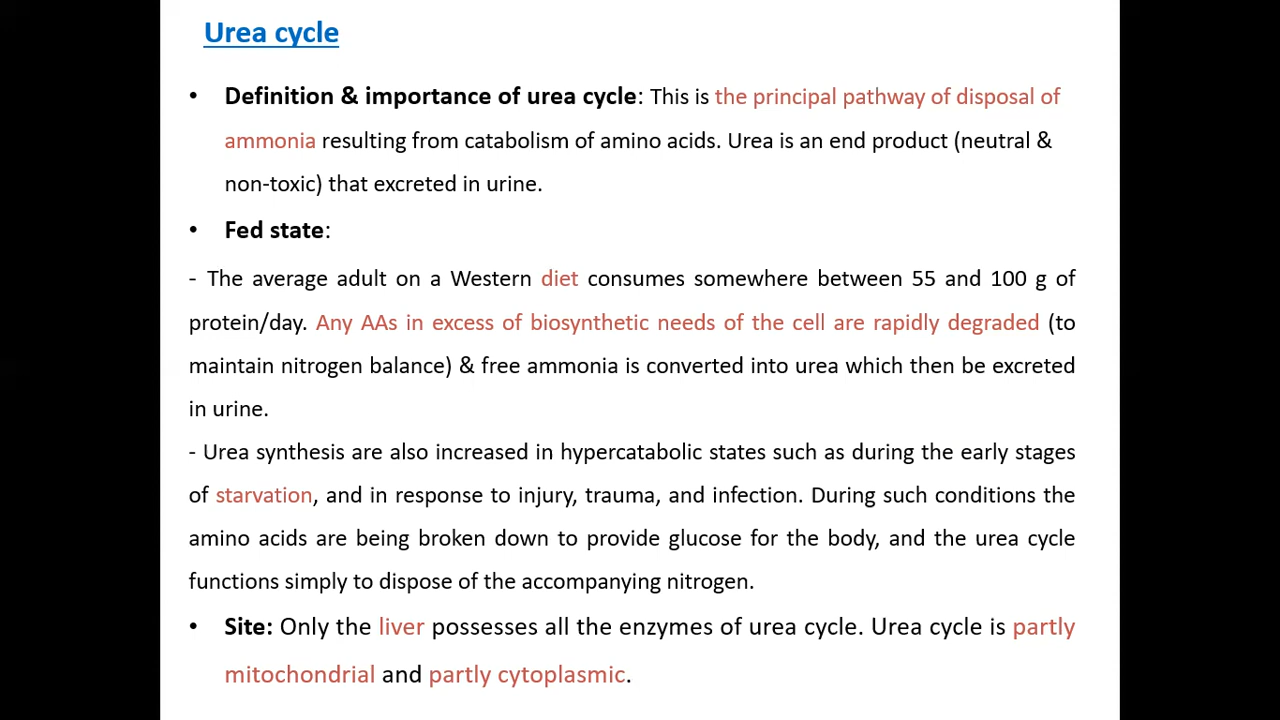 Urea cycle
• Definition & importance of urea cycle: This is the principal pathway of disposal of
ammonia resulting from catabolism of amino acids. Urea is an end product (neutral &
non-toxic) that excreted in urine.
• Fed state:
- The average adult on a Western diet consumes somewhere between 55 and 100 g of
protein/day. Any AAs in excess of biosynthetic needs of the cell are rapidly degraded (to
maintain nitrogen balance) & free ammonia is converted into urea which then be excreted
in urine.
- Urea synthesis are also increased in hypercatabolic states such as during the early stages
of starvation, and in response to injury, trauma, and infection. During such conditions the
amino acids are being broken down to provide glucose for the body, and the urea cycle
functions simply to dispose of the accompanying nitrogen.
• Site: Only the liver possesses all the enzymes of urea cycle. Urea cycle is partly
mitochondrial and partly cytoplasmic.